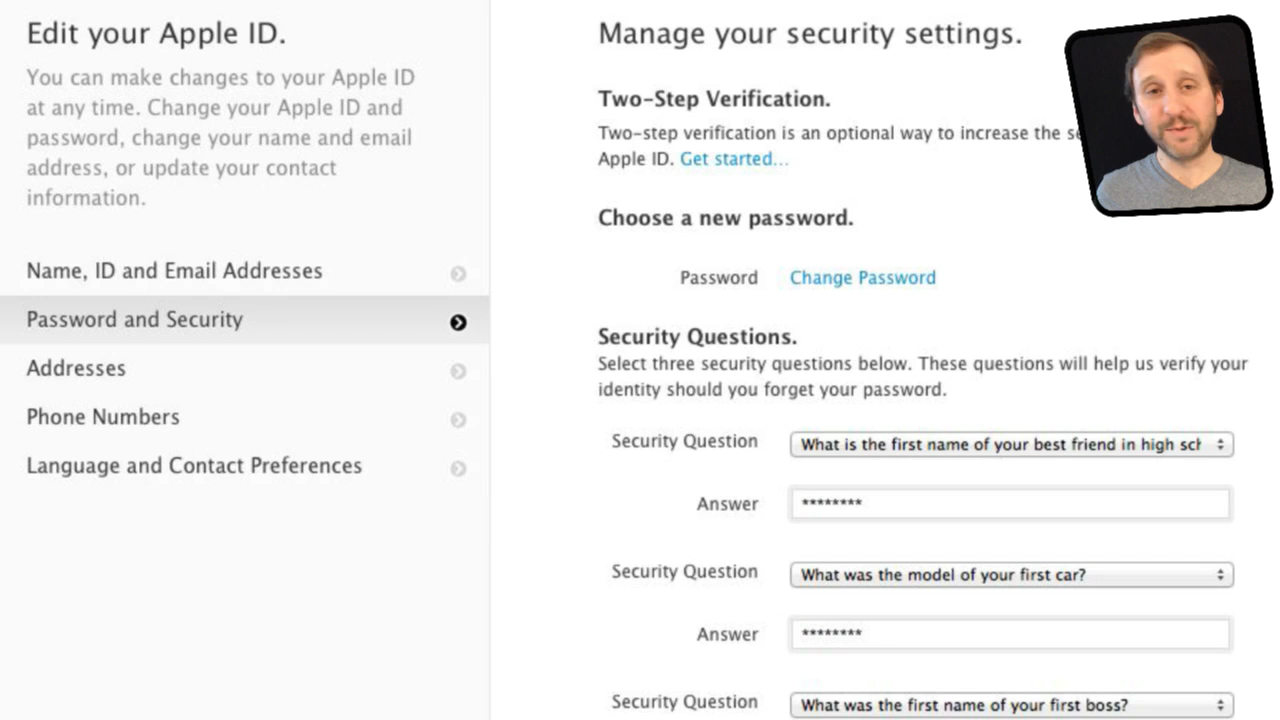 Edit your Apple ID.
You can make changes to your Apple ID
at any time. Change your Apple ID and
password, change your name and email
address, or update your contact
information.
Name, ID and Email Addresses
Password and Security
Addresses
Phone Numbers
Language and Contact Preferences
Manage your security settings.
Two-Step Verification.
Two-step verification is an optional way to increase the
Apple ID. Get started...
Choose a new password.
Password Change Password
Security Questions.
Select three security questions below. These questions will help us verify your
identity should you forget your password.
Security Question What is the first name of your best friend in high sch
Answer ********
Security Question What was the model of your first car?
Answer ********
Security Question What was the first name of your first boss?